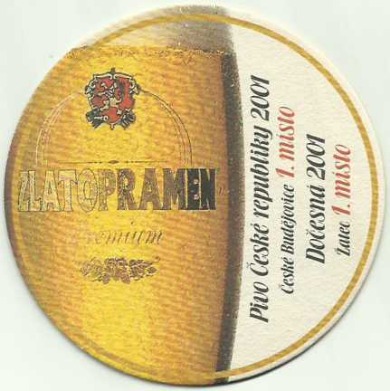 ZLATOPRAMEN
Premium
Pivo České republiky 2001
České Budějovice 1. místo
Dočesná 2001
Žatec 1. místo